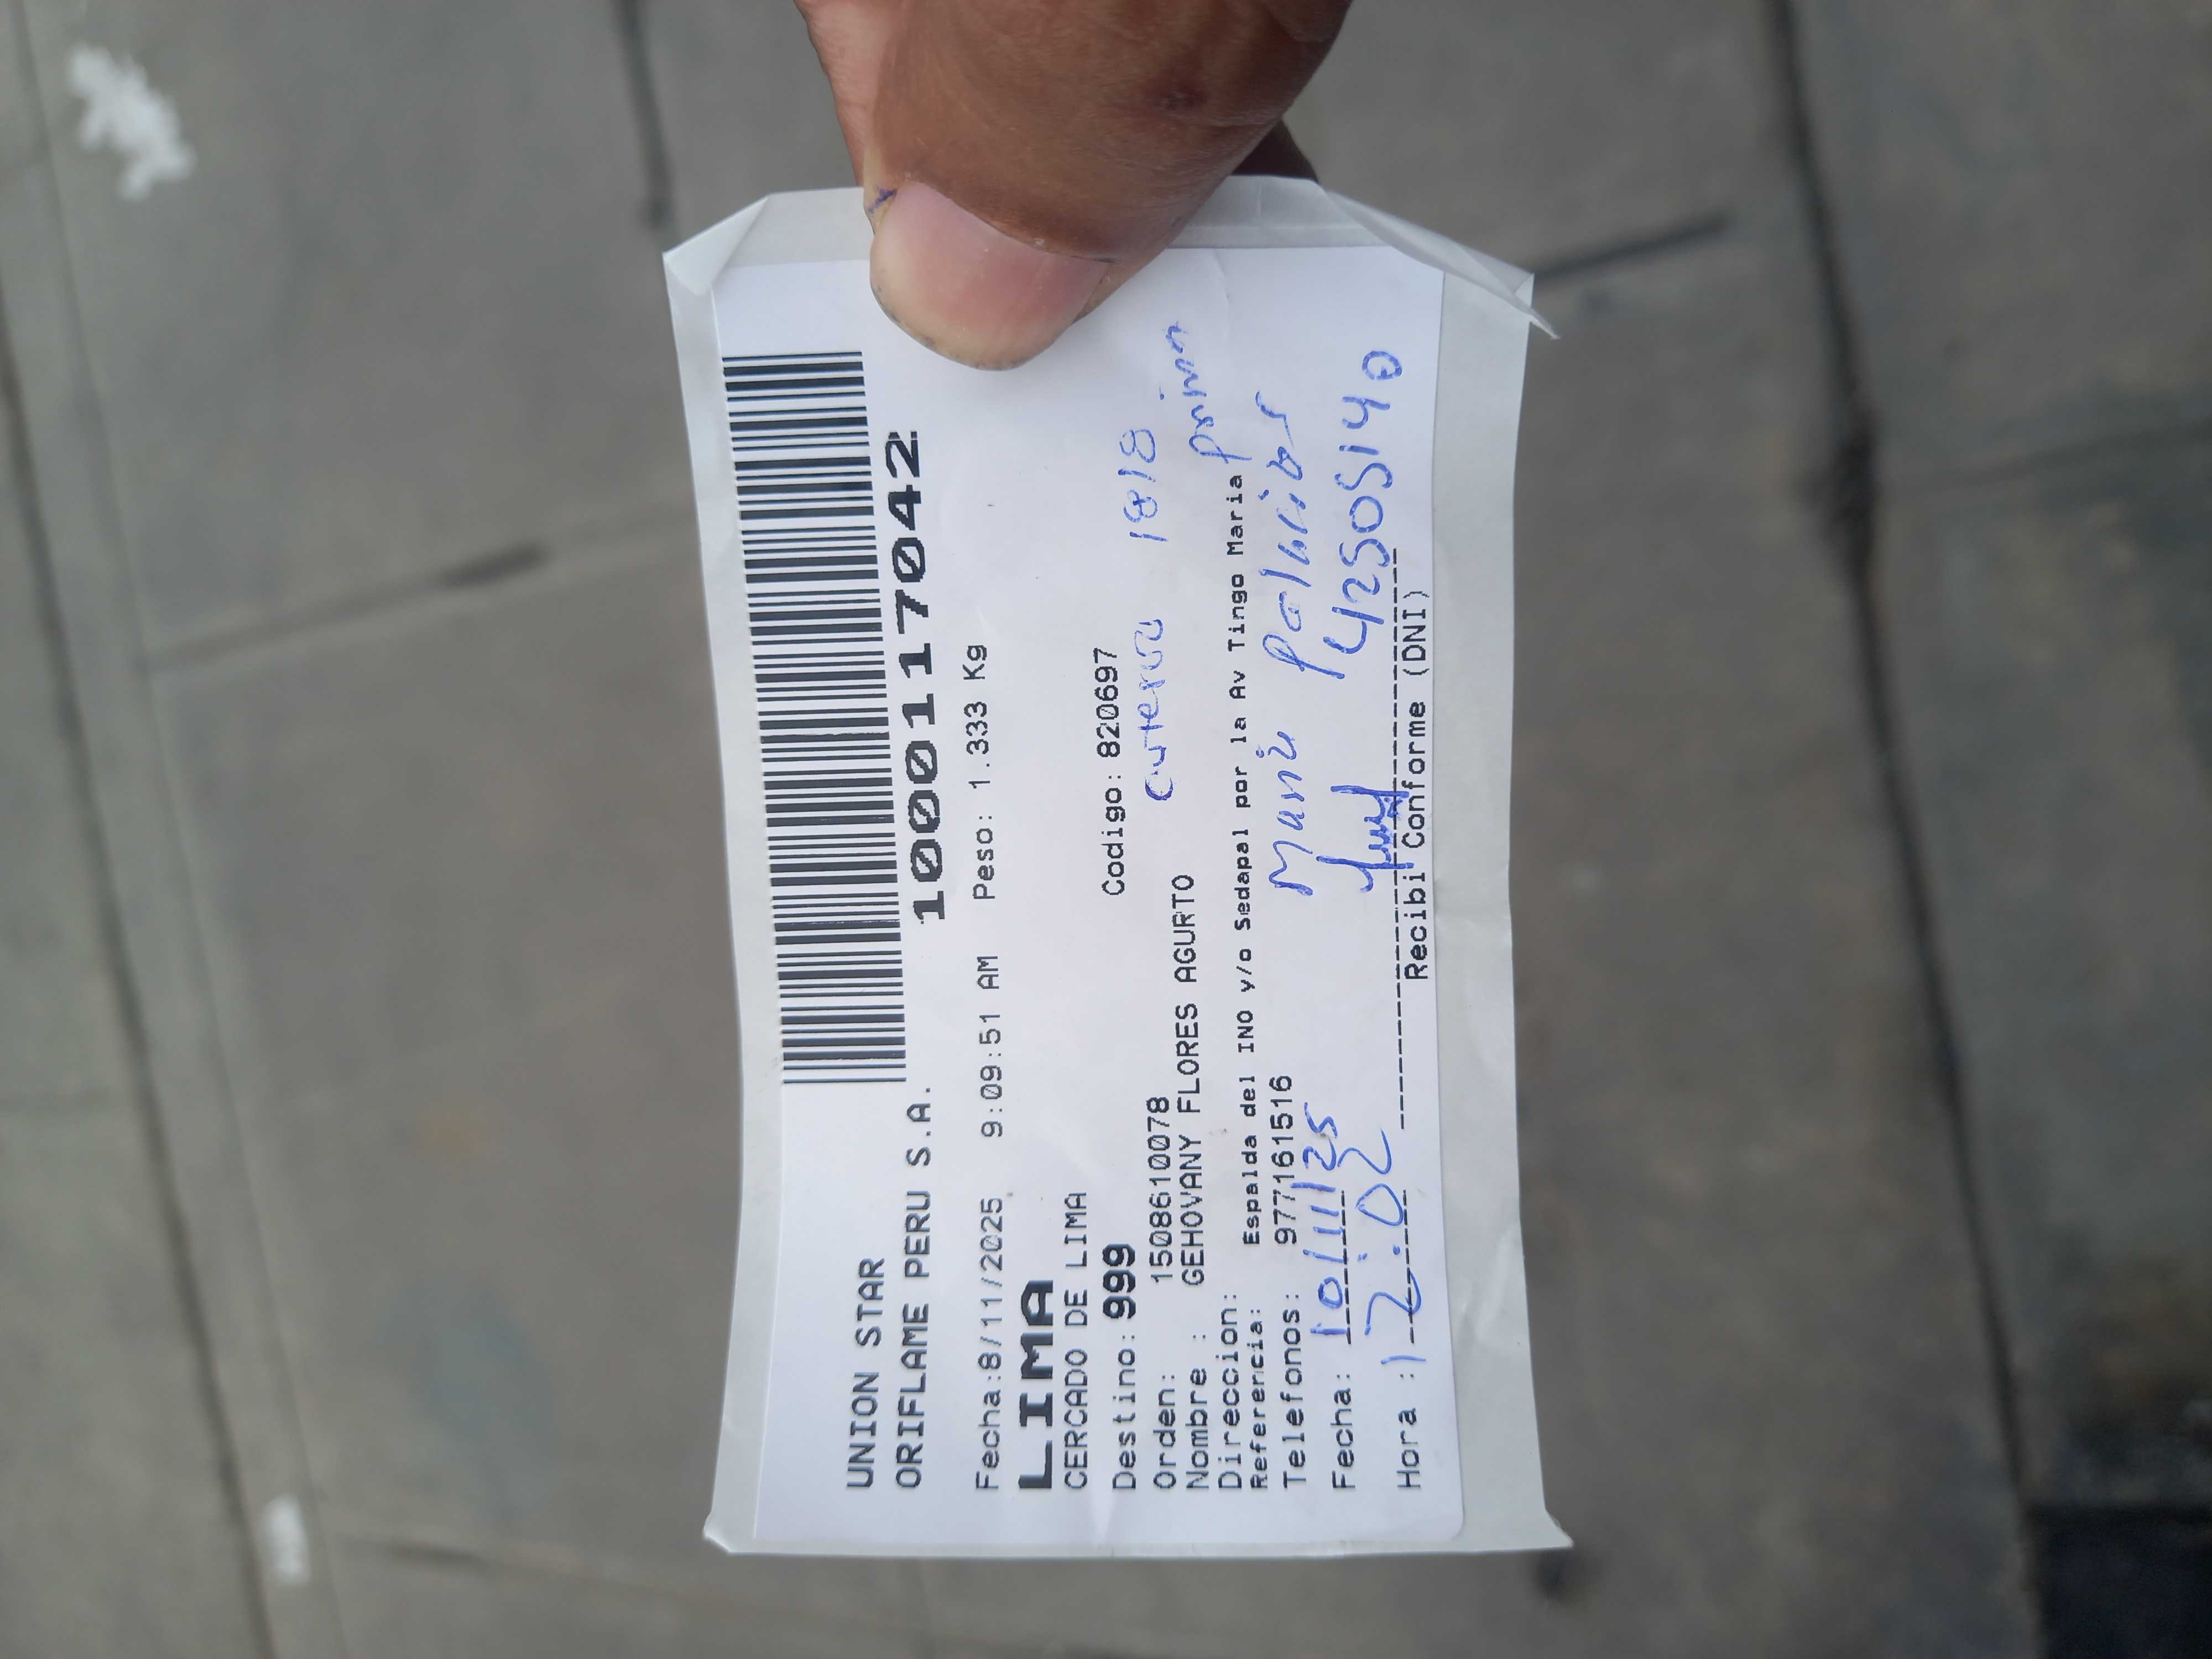 UNION STAR
ORIFLAME PERU S.A. 1000117042
Fecha:8/11/2025 9:09:51 AM Peso: 1.333 Kg
LIMA
CERCADO DE LIMA
Destino: 999 Codigo: 820697
Orden: 1508610078 1818
Nombre : GEHOVANY FLORES AGURTO
Direccion:
Referencia: Espalda del INO y/o Sedapal por la Av Tingo Maria
Telefonos: 977161516
Fecha: 10/11/25
Hora : 12:02 42505140
Recibi Conforme (DNI)